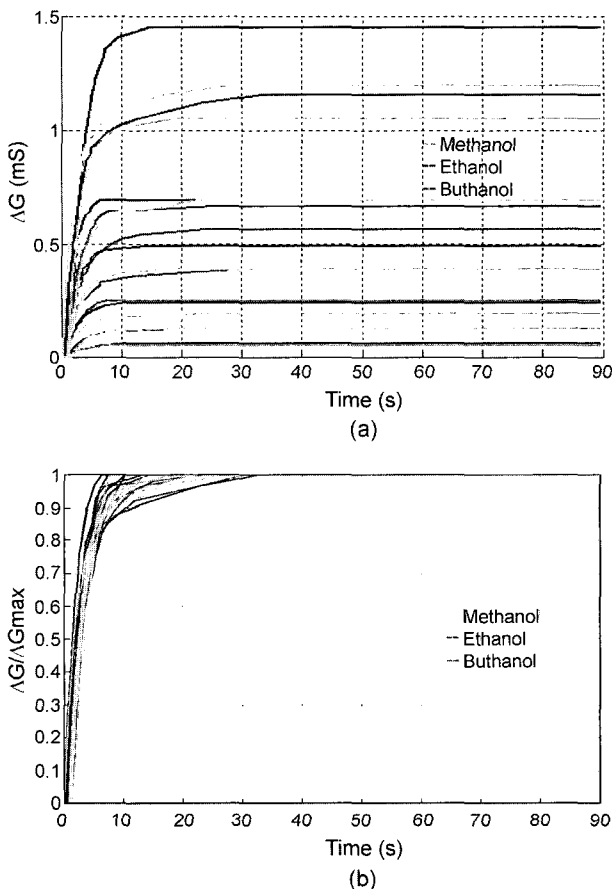 1.5
1
0.5
0
ΔG (mS)
Methanol
Ethanol
Buthanol
0 10 20 30 40 50 60 70 80 90
Time (s)
(a)
1
0.9
0.8
0.7
0.6
0.5
0.4
0.3
0.2
0.1
0
ΔG/ΔGmax
Methanol
Ethanol
Buthanol
0 10 20 30 40 50 60 70 80 90
Time (s)
(b)